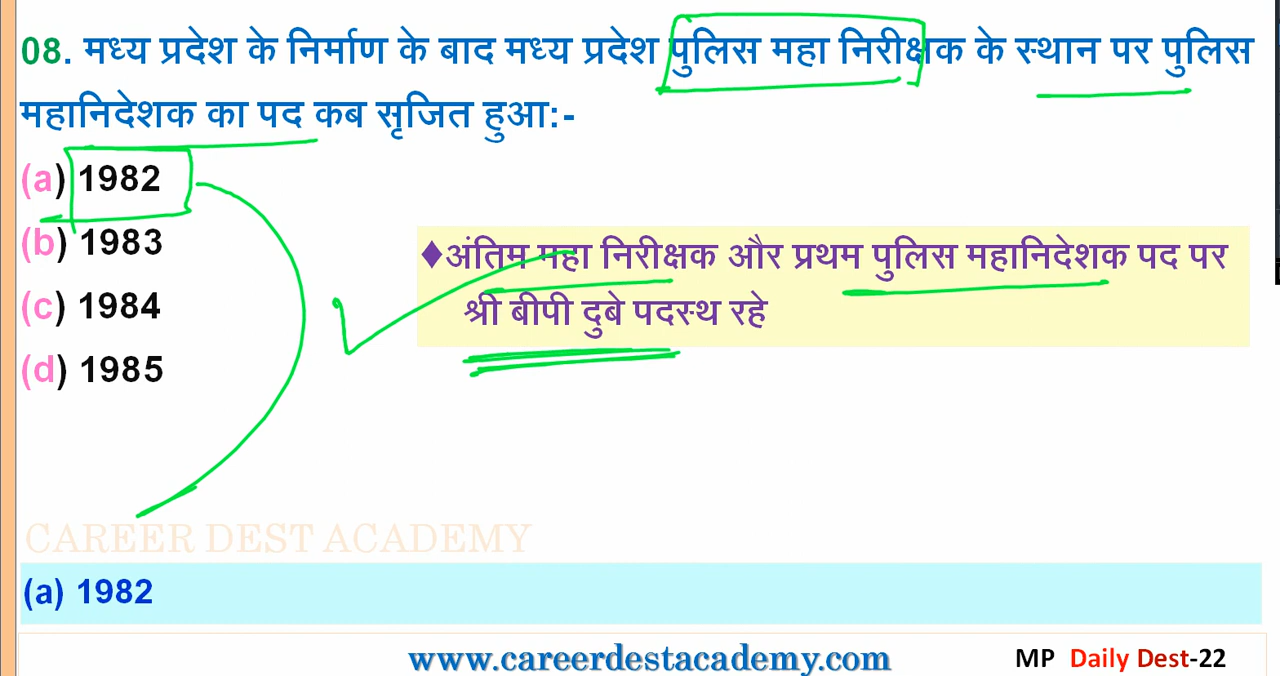 08. मध्य प्रदेश के निर्माण के बाद मध्य प्रदेश पुलिस महा निरीक्षक के स्थान पर पुलिस
महानिदेशक का पद कब सृजित हुआ:-
(a) 1982
(b) 1983
(c) 1984
(d) 1985
♦अंतिम महा निरीक्षक और प्रथम पुलिस महानिदेशक पद पर
श्री बीपी दुबे पदस्थ रहे
CAREER DEST ACADEMY
(a) 1982
www.careerdestacademy.com
MP Daily Dest-22